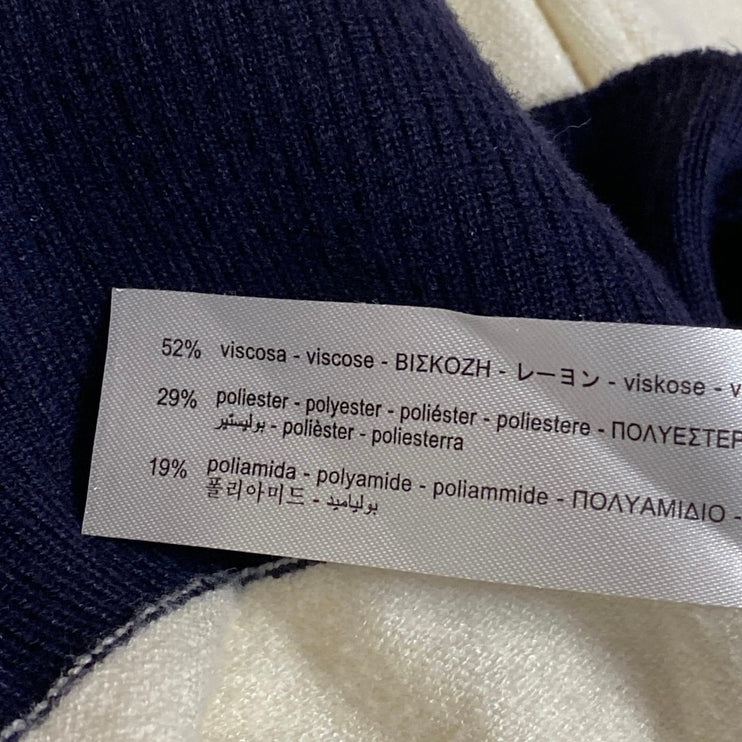 52% viscosa - viscose - ΒΙΣΚΟΖΗ - レーヨン - viskose - v
29% poliester - polyester - poliéster - poliestere - ΠΟΛΥΕΣΤΕΡ
بوليستير - polièster - poliesterra
19% poliamida - polyamide - poliammide - ΠΟΛΥΑΜΙΔΙΟ -
폴리아미드 - بولياميد